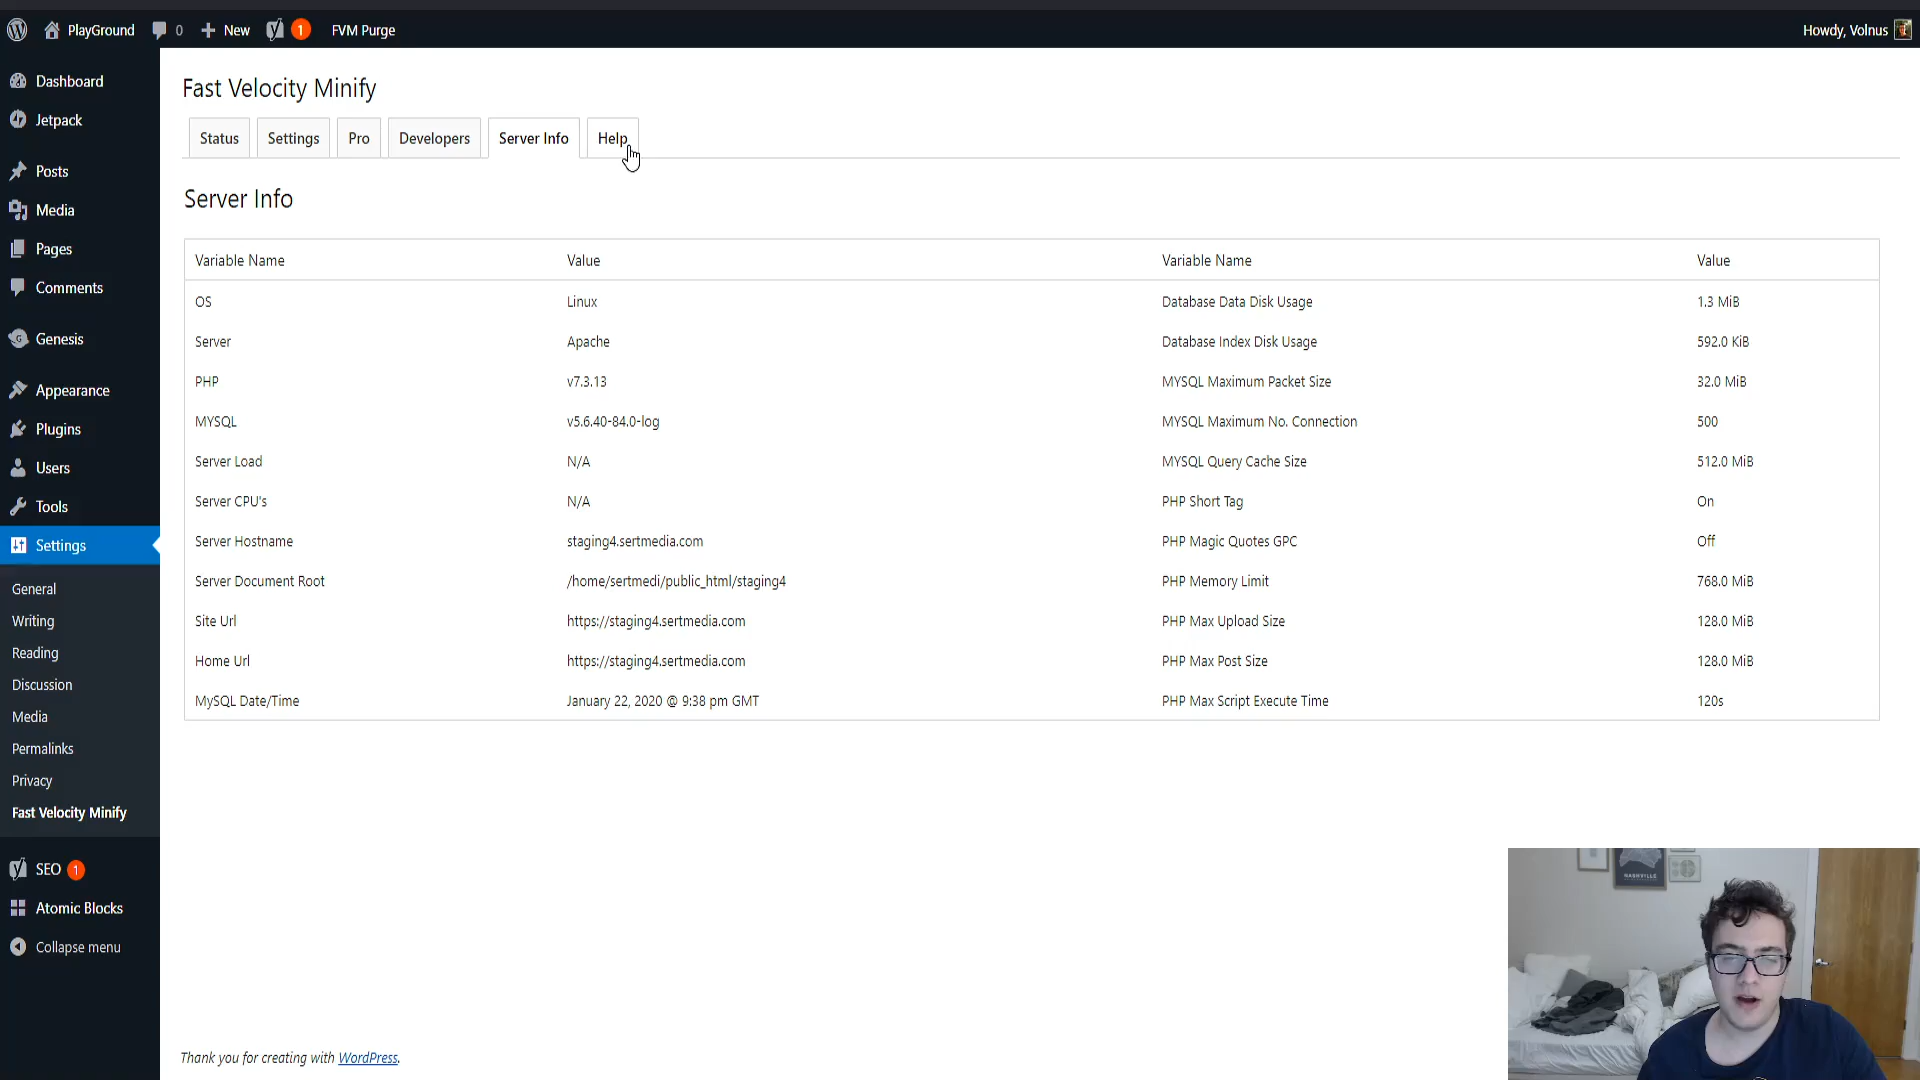 PlayGround 0 New 1 FVM Purge Howdy, Volnus
Dashboard
Jetpack
Posts
Media
Pages
Comments
Genesis
Appearance
Plugins
Users
Tools
Settings
General
Writing
Reading
Discussion
Media
Permalinks
Privacy
Fast Velocity Minify
SEO 1
Atomic Blocks
Collapse menu
Fast Velocity Minify
Status Settings Pro Developers Server Info Help
Server Info
Variable Name Value Variable Name Value
OS Linux Database Data Disk Usage 1.3 MiB
Server Apache Database Index Disk Usage 592.0 KiB
PHP v7.3.13 MYSQL Maximum Packet Size 32.0 MiB
MYSQL v5.6.40-84.0-log MYSQL Maximum No. Connection 500
Server Load N/A MYSQL Query Cache Size 512.0 MiB
Server CPU's N/A PHP Short Tag On
Server Hostname staging4.sertmedia.com PHP Magic Quotes GPC Off
Server Document Root /home/sertmedi/public_html/staging4 PHP Memory Limit 768.0 MiB
Site Url https://staging4.sertmedia.com PHP Max Upload Size 128.0 MiB
Home Url https://staging4.sertmedia.com PHP Max Post Size 128.0 MiB
MySQL Date/Time January 22, 2020 @ 9:38 pm GMT PHP Max Script Execute Time 120s
NASHVILLE
Thank you for creating with WordPress.